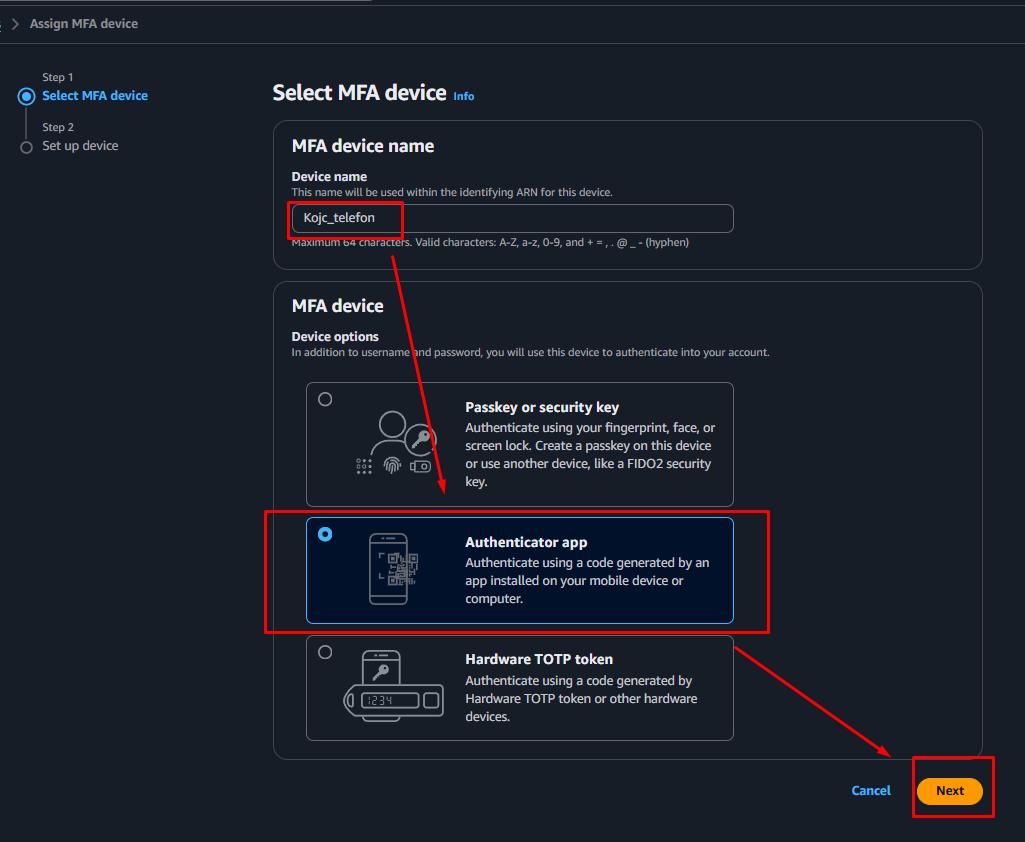 Assign MFA device
Step 1
Select MFA device
Step 2
Set up device
Select MFA device Info
MFA device name
Device name
This name will be used within the identifying ARN for this device.
Kojc_telefon
Maximum 64 characters. Valid characters: A-Z, a-z, 0-9, and + = , . @ _ - (hyphen)
MFA device
Device options
In addition to username and password, you will use this device to authenticate into your account.
Passkey or security key
Authenticate using your fingerprint, face, or
screen lock. Create a passkey on this device
or use another device, like a FIDO2 security
key.
Authenticator app
Authenticate using a code generated by an
app installed on your mobile device or
computer.
1234
Hardware TOTP token
Authenticate using a code generated by
Hardware TOTP token or other hardware
devices.
Cancel
Next